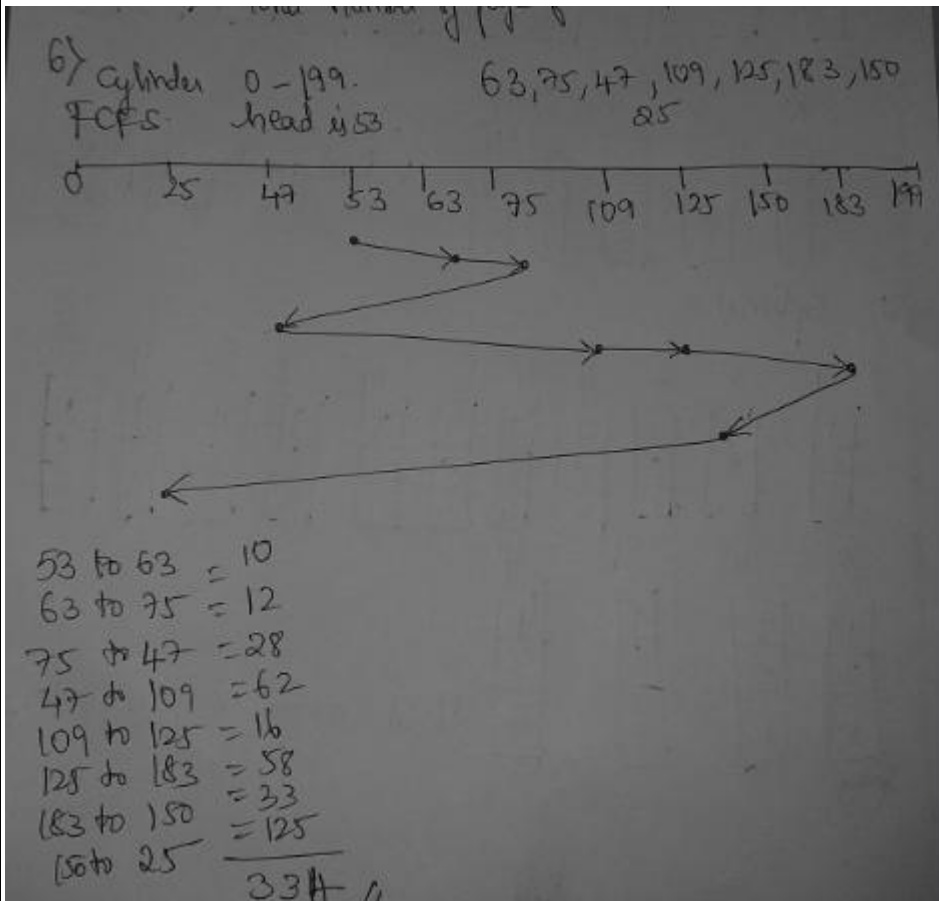 6) Cylinder 0-199. 63,75,47,109,125,183,150
FCFS. head is 53 25
0 25 47 53 63 75 109 125 150 183 199
53 to 63 = 10
63 to 75 = 12
75 to 47 = 28
47 to 109 = 62
109 to 125 = 16
125 to 183 = 58
183 to 150 = 33
150 to 25 = 125